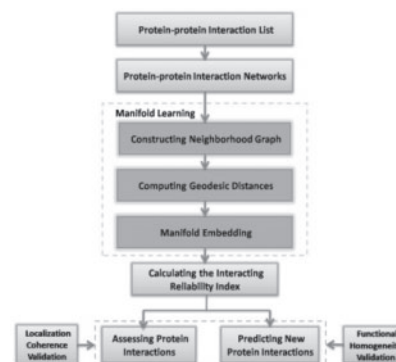 Protein-protein Interaction List
Protein-protein Interaction Networks
Manifold Learning
Constructing Neighborhood Graph
Computing Geodesic Distances
Manifold Embedding
Calculating the Interacting
Reliability Index
Localization
Coherence
Validation
Assessing Protein
Interactions
Predicting New
Protein Interactions
Functional
Homogeneit
Validation